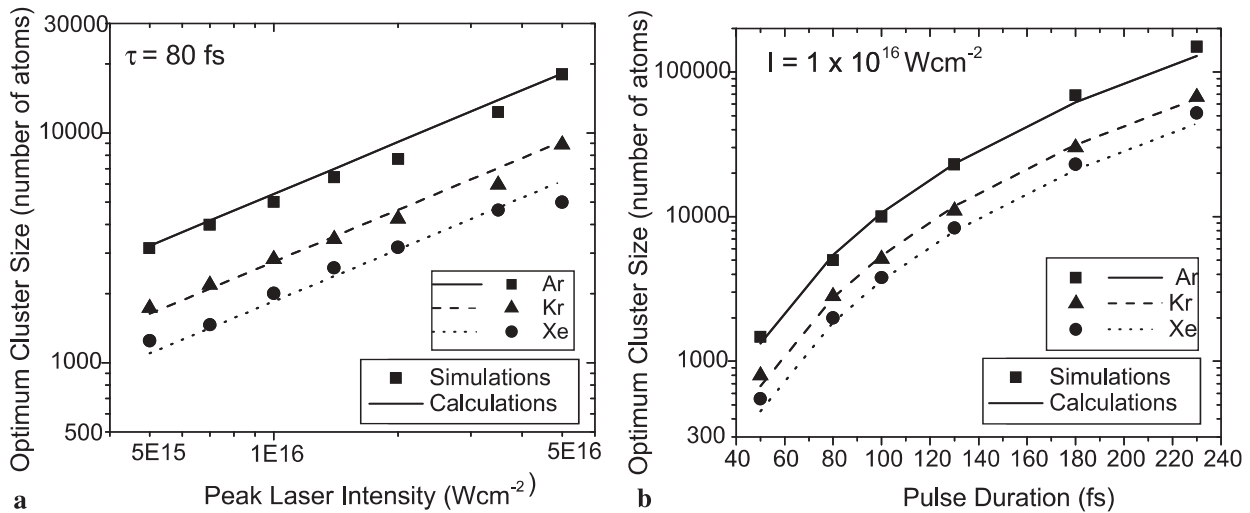 30000
10000
1000
500
Optimum Cluster Size (number of atoms)
τ = 80 fs
Ar
Kr
Xe
Simulations
Calculations
5E15 1E16 5E16
Peak Laser Intensity (Wcm-2)
a
100000
10000
1000
300
Optimum Cluster Size (number of atoms)
I = 1 x 10¹⁶ Wcm-2
Ar
Kr
Xe
Simulations
Calculations
40 60 80 100 120 140 160 180 200 220 240
Pulse Duration (fs)
b